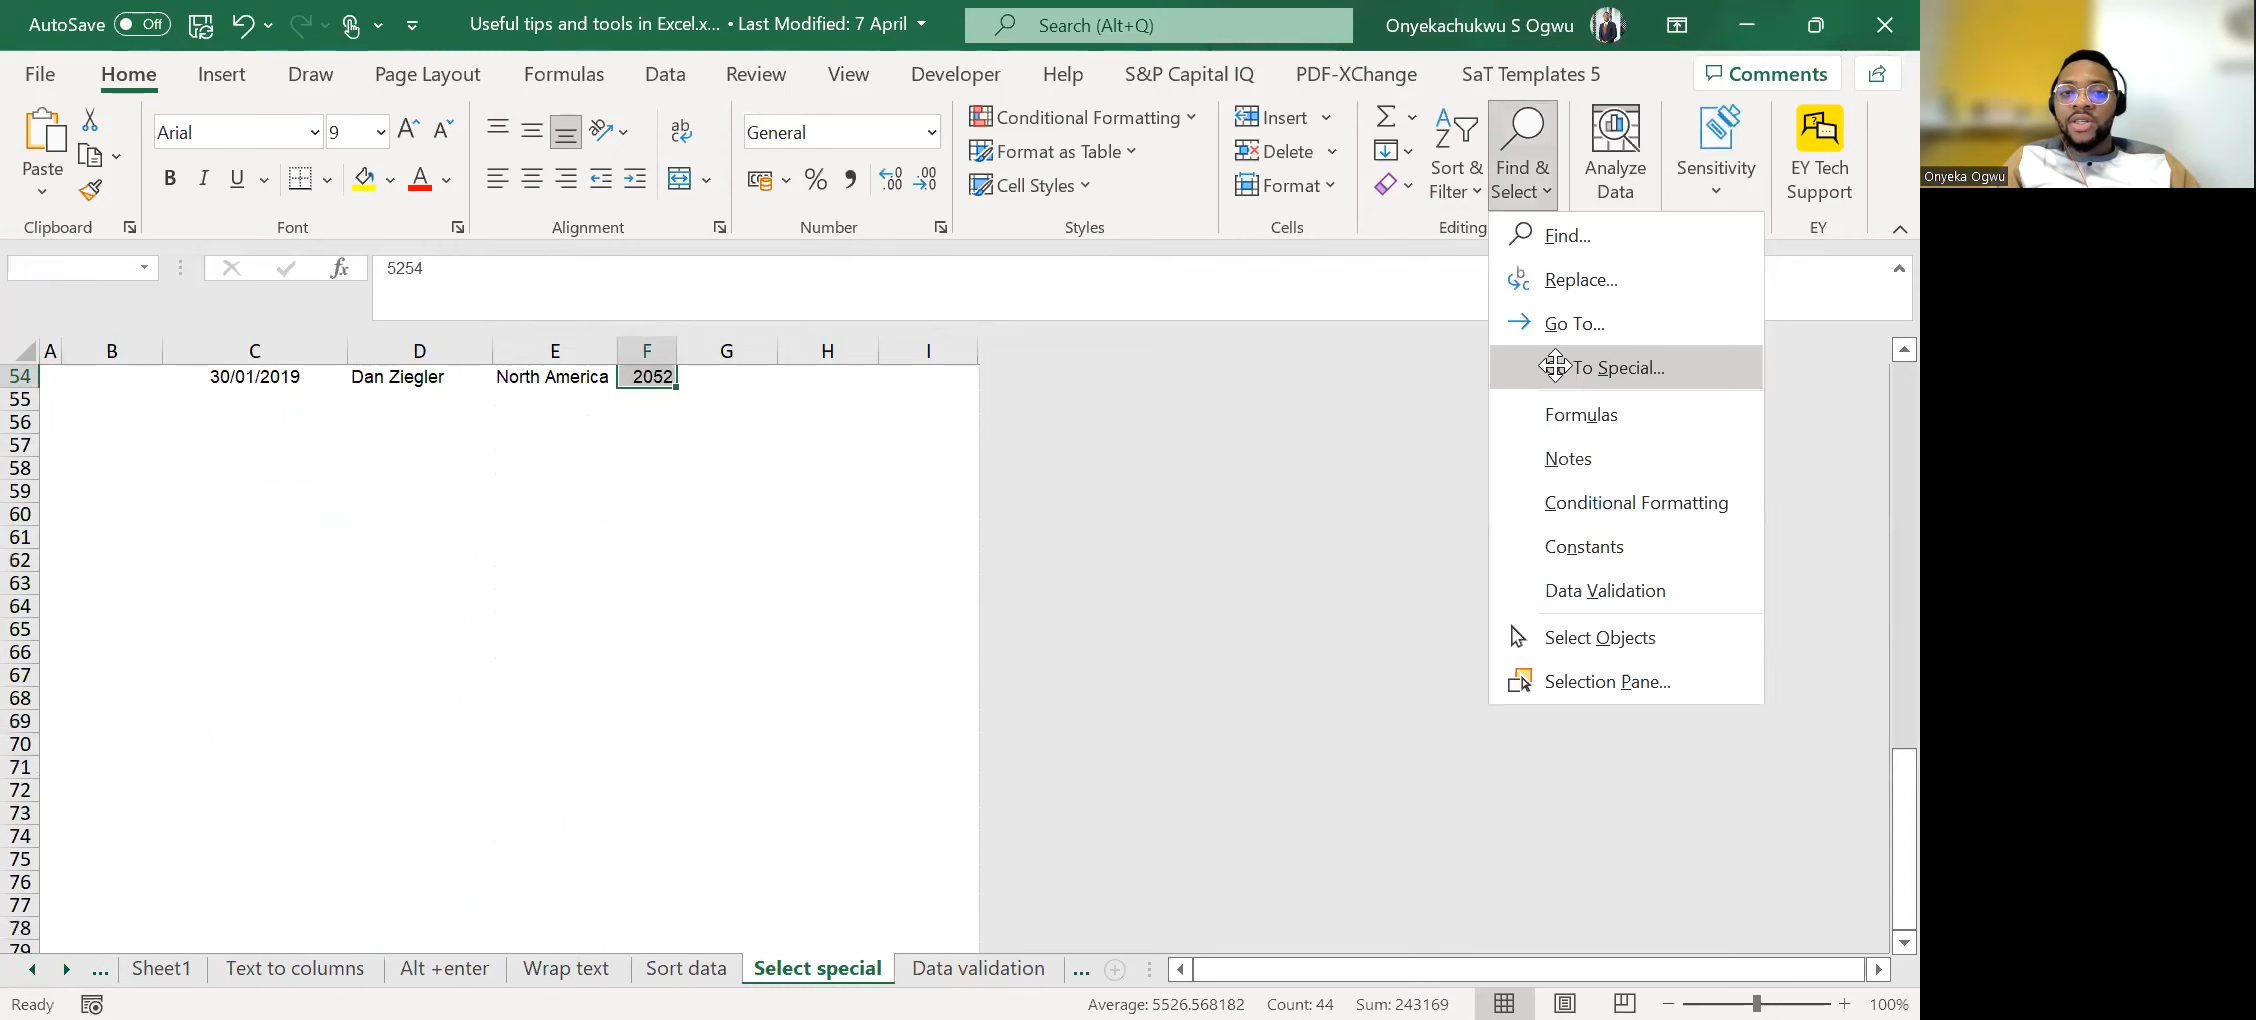 AutoSave Off Useful tips and tools in Excel.x... • Last Modified: 7 April Search (Alt+Q) Onyekachukwu S Ogwu
File Home Insert Draw Page Layout Formulas Data Review View Developer Help S&P Capital IQ PDF-XChange SaT Templates 5 Comments
Paste
Arial 9
B I U
ab
General
Conditional Formatting
Format as Table
Cell Styles
Insert
Delete
Format
Sort &
Filter
Find &
Select
Analyze
Data
Sensitivity
EY Tech
Support
Clipboard Font Alignment Number Styles Cells Editing EY
Onyeka Ogwu
fx 5254
Find...
Replace...
Go To...
To Special...
Formulas
Notes
Conditional Formatting
Constants
Data Validation
Select Objects
Selection Pane...
A B C D E F G H I
54 30/01/2019 Dan Ziegler North America 2052
55
56
57
58
59
60
61
62
63
64
65
66
67
68
69
70
71
72
73
74
75
76
77
78
79
... Sheet1 Text to columns Alt +enter Wrap text Sort data Select special Data validation ...
Ready Average: 5526.568182 Count: 44 Sum: 243169 100%